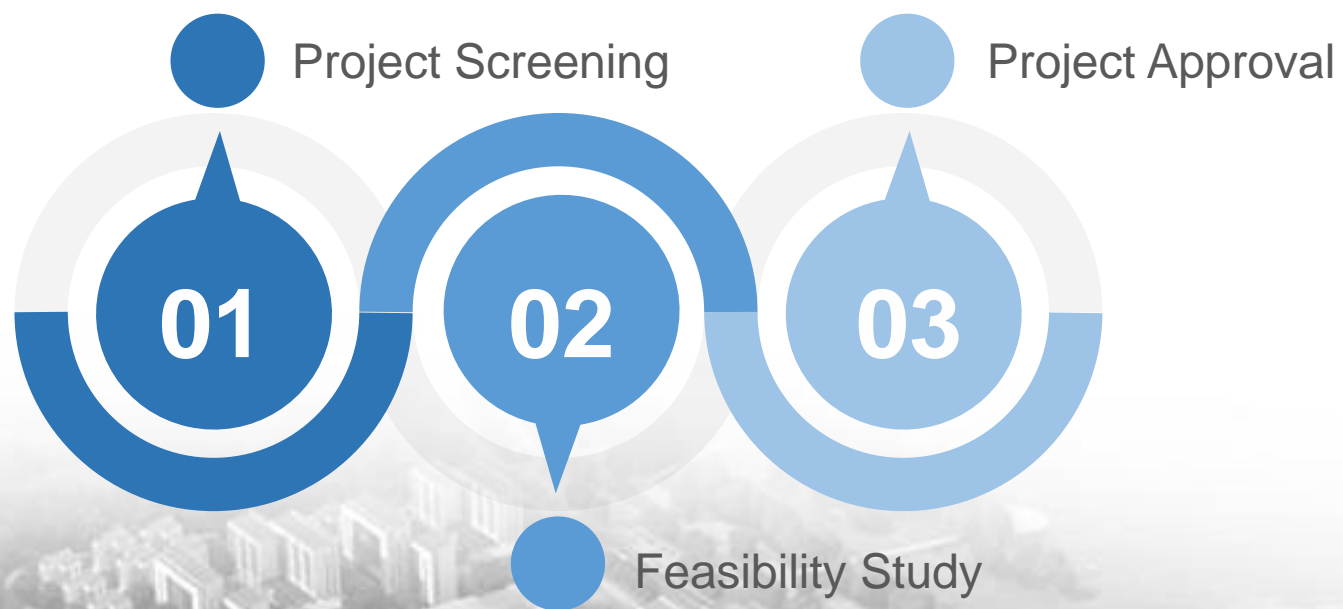 Project Screening
Project Approval
01
02
03
Feasibility Study